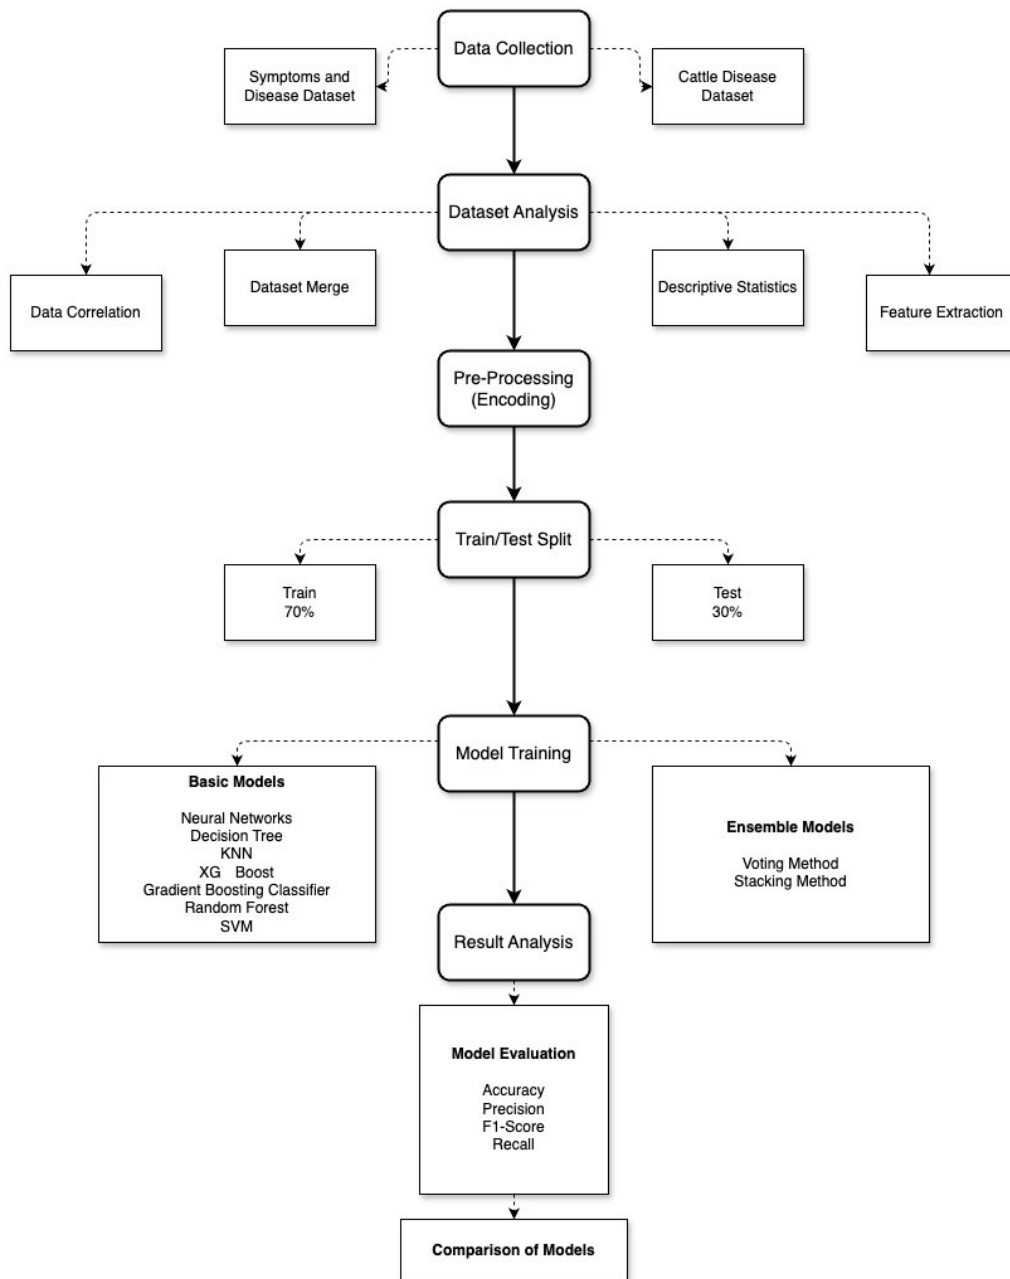 Data Collection
Symptoms and
Disease Dataset
Cattle Disease
Dataset
Dataset Analysis
Data Correlation
Dataset Merge
Descriptive Statistics
Feature Extraction
Pre-Processing
(Encoding)
Train/Test Split
Train
70%
Test
30%
Model Training
Basic Models
Neural Networks
Decision Tree
KNN
XG Boost
Gradient Boosting Classifier
Random Forest
SVM
Ensemble Models
Voting Method
Stacking Method
Result Analysis
Model Evaluation
Accuracy
Precision
F1-Score
Recall
Comparison of Models